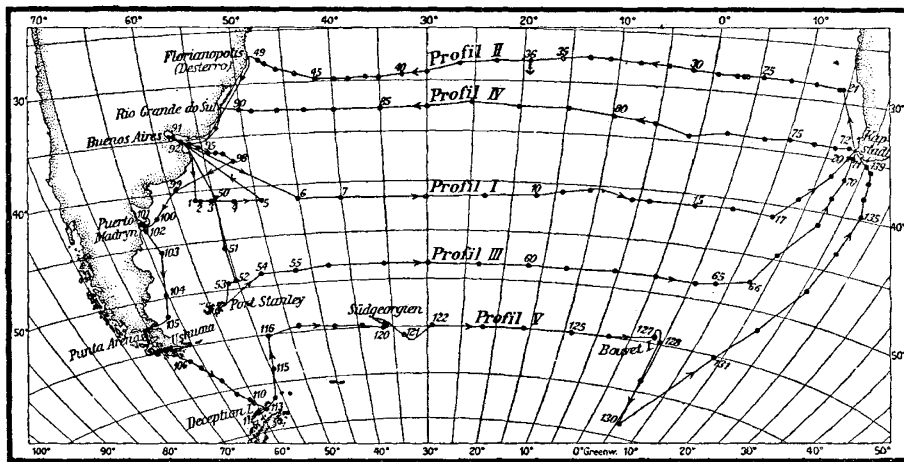 70° 60° 50° 40° 30° 20° 10° 0° 10°
Florianopolis 49
(Desterro)
45 40 Profil II 36 35 30 25 21
30°
Rio Grande do Sul 90 85 Profil IV 80 75 72 30°
Buenos Aires 91
92 95 96
20 Kapstadt 139
70
99 2 3 50 4 5 6 7 Profil I 10 15 17 135
Puerto Madryn
100
102
40° 40°
103 51
53 52 54 55 Profil III 60 65 66
104
Port Stanley
105
50° Punta Arenas
Ushuaia
Südgeorgien
116 120 121 122 Profil V 125 127 128
Bouvet I.
50°
106 115 131
110
Deception I. 113
130
100° 90° 80° 70° 60° 50° 40° 30° 20° 10° 0° Greenw. 10° 20° 30° 40° 50°